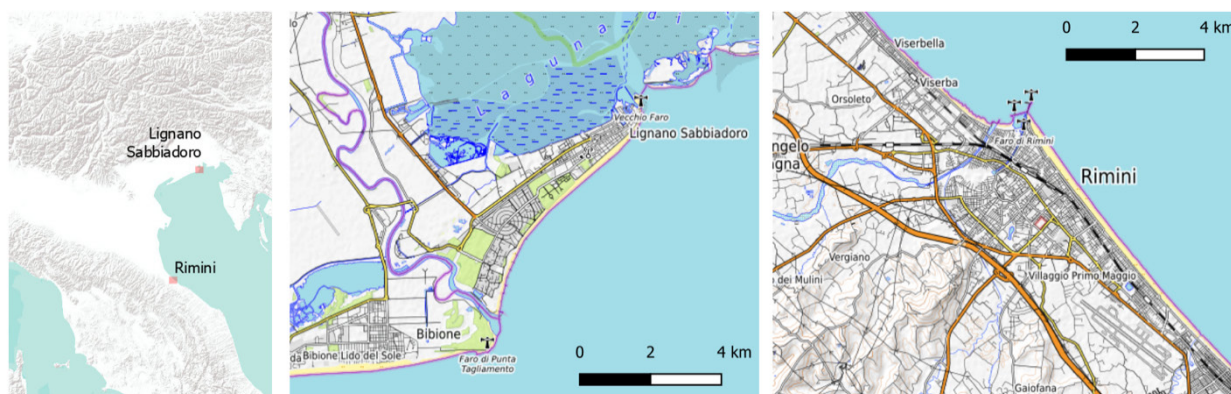 Lignano
Sabbiadoro
Rimini
Laguna di
Vecchio Faro
Lignano Sabbiadoro
Bibione
Bibione Lido del Sole
Faro di Punta
Tagliamento
0 2 4 km
0 2 4 km
Viserbella
Viserba
Orsoleto
Faro di Rimini
Rimini
Vergiano
dei Mulini
Villaggio Primo Maggio
Gaiofana